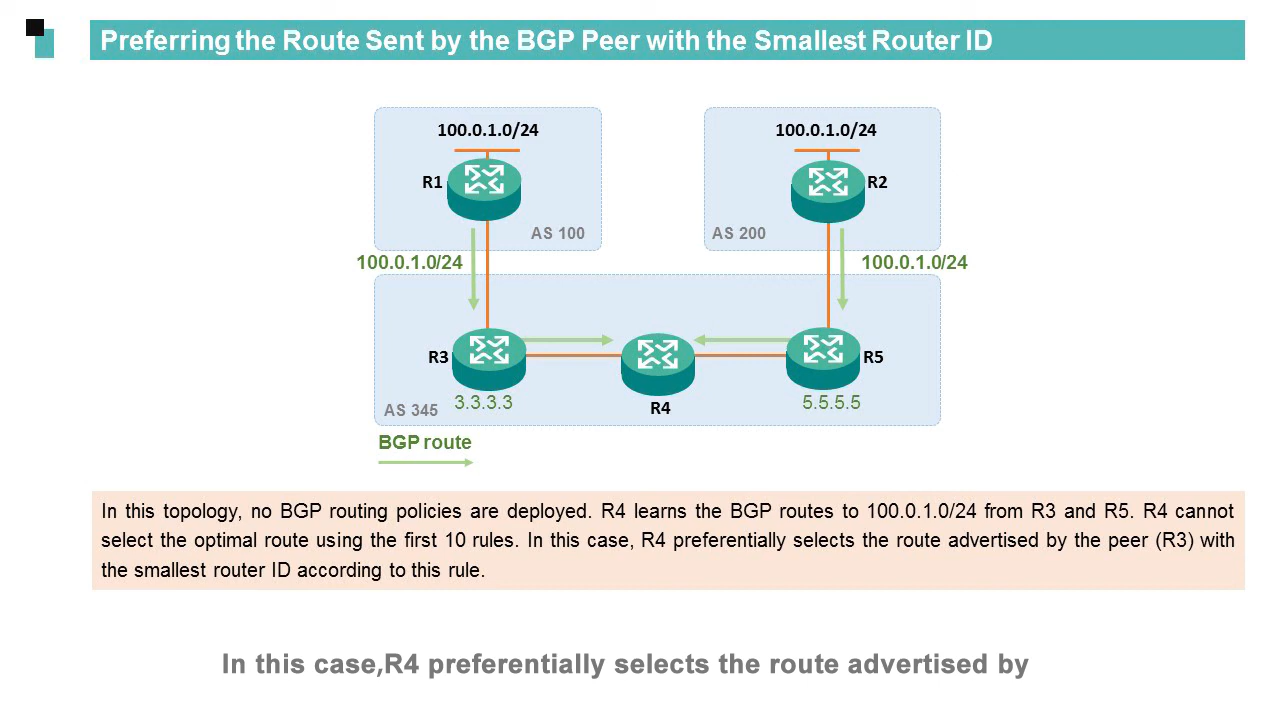 Preferring the Route Sent by the BGP Peer with the Smallest Router ID
100.0.1.0/24
100.0.1.0/24
R1
R2
AS 100
AS 200
100.0.1.0/24
100.0.1.0/24
R3
R5
3.3.3.3
R4
5.5.5.5
AS 345
BGP route
In this topology, no BGP routing policies are deployed. R4 learns the BGP routes to 100.0.1.0/24 from R3 and R5. R4 cannot
select the optimal route using the first 10 rules. In this case, R4 preferentially selects the route advertised by the peer (R3) with
the smallest router ID according to this rule.
In this case,R4 preferentially selects the route advertised by